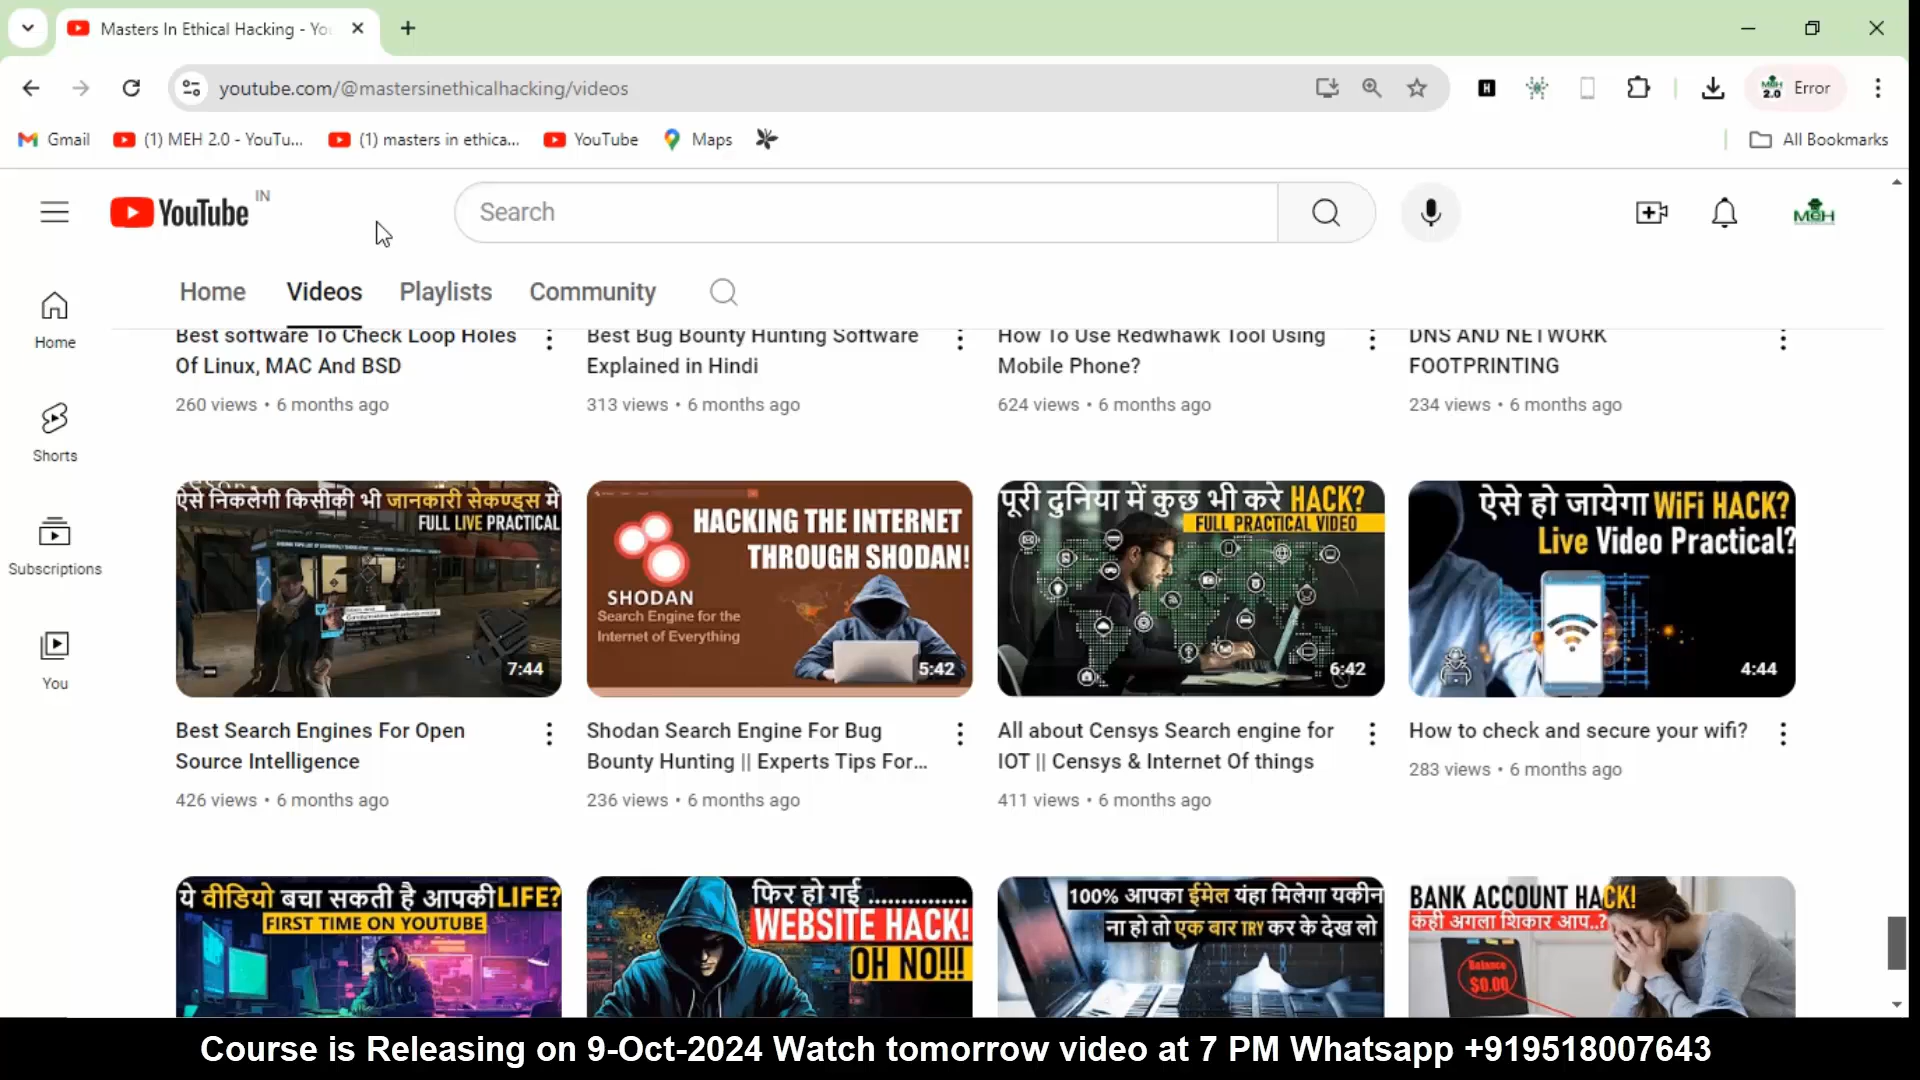 Masters In Ethical Hacking - You
youtube.com/@mastersinethicalhacking/videos
Error
Gmail
(1) MEH 2.0 - YouTu...
(1) masters in ethica...
YouTube
Maps
All Bookmarks
YouTube IN
Search
MEH
Home
Videos
Playlists
Community
Home
Shorts
Subscriptions
You
Best software To Check Loop Holes
Of Linux, MAC And BSD
260 views • 6 months ago
Best Bug Bounty Hunting Software
Explained in Hindi
313 views • 6 months ago
How To Use Redwhawk Tool Using
Mobile Phone?
624 views • 6 months ago
DNS AND NETWORK
FOOTPRINTING
234 views • 6 months ago
ऐसे निकलेगी किसीकी भी जानकारी सेकण्ड्स में
FULL LIVE PRACTICAL
7:44
HACKING THE INTERNET
THROUGH SHODAN!
SHODAN
Search Engine for the
Internet of Everything
5:42
पूरी दुनिया में कुछ भी करे HACK?
FULL PRACTICAL VIDEO
6:42
ऐसे हो जायेगा WiFi HACK?
Live Video Practical?
4:44
Best Search Engines For Open
Source Intelligence
426 views • 6 months ago
Shodan Search Engine For Bug
Bounty Hunting || Experts Tips For...
236 views • 6 months ago
All about Censys Search engine for
IOT || Censys & Internet Of things
411 views • 6 months ago
How to check and secure your wifi?
283 views • 6 months ago
ये वीडियो बचा सकती है आपकी LIFE?
FIRST TIME ON YOUTUBE
फिर हो गई ..............
WEBSITE HACK!
OH NO!!!
100% आपका ईमेल यंहा मिलेगा यकीन
ना हो तो एक बार TRY कर के देख लो
BANK ACCOUNT HACK!
कंही अगला शिकार आप..?
Balance
$0.00
Course is Releasing on 9-Oct-2024 Watch tomorrow video at 7 PM Whatsapp +919518007643